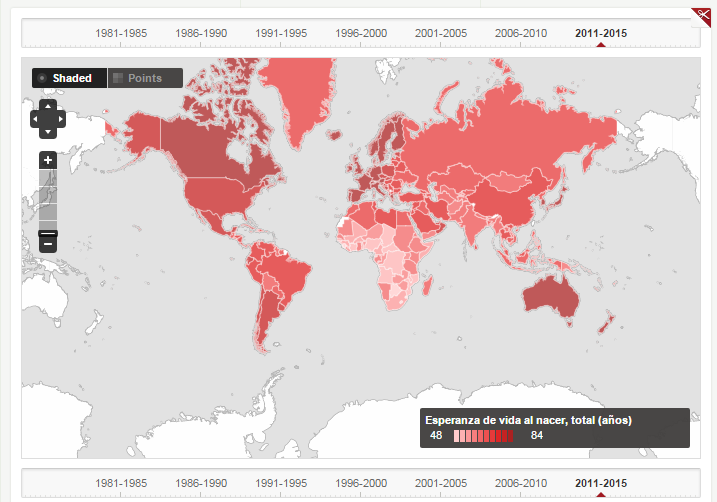 1981-1985 1986-1990 1991-1995 1996-2000 2001-2005 2006-2010 2011-2015
Shaded Points
Esperanza de vida al nacer, total (años)
48 84
1981-1985 1986-1990 1991-1995 1996-2000 2001-2005 2006-2010 2011-2015